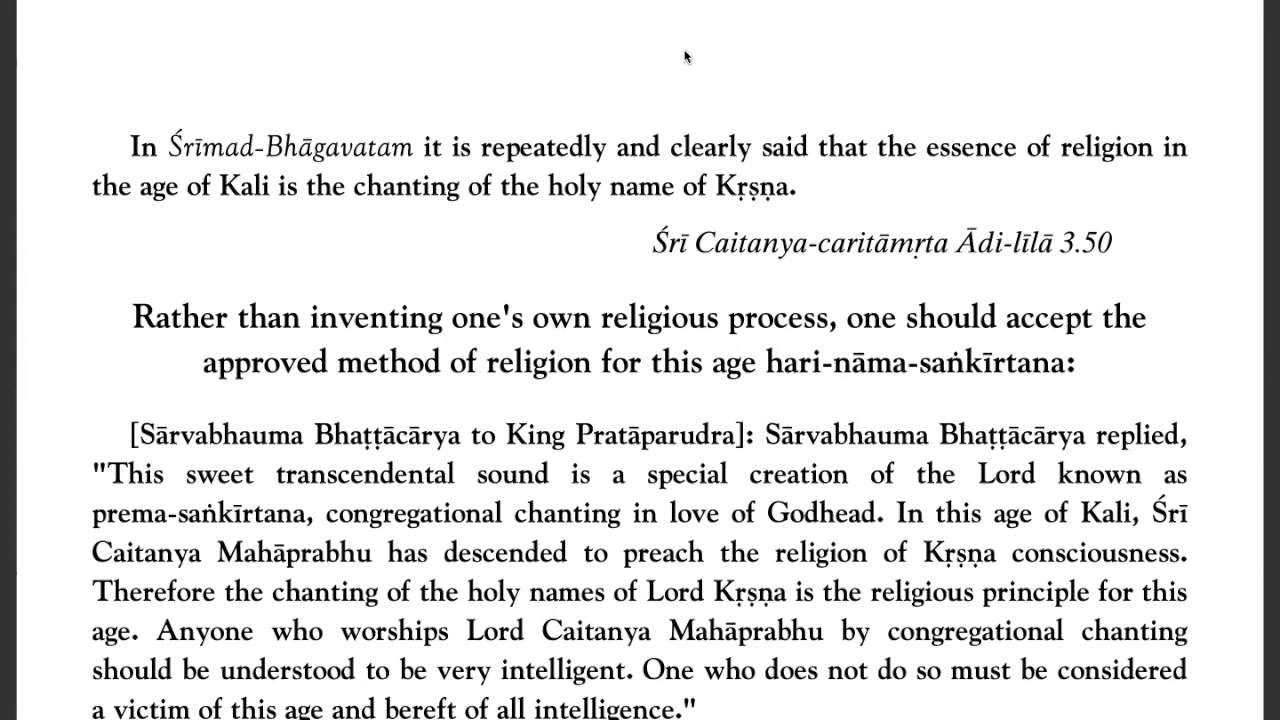 In Śrīmad-Bhāgavatam it is repeatedly and clearly said that the essence of religion in
the age of Kali is the chanting of the holy name of Kṛṣṇa.
Śrī Caitanya-caritāmṛta Ādi-līlā 3.50
Rather than inventing one's own religious process, one should accept the
approved method of religion for this age hari-nāma-saṅkīrtana:
[Sārvabhauma Bhaṭṭācārya to King Pratāparudra]: Sārvabhauma Bhaṭṭācārya replied,
"This sweet transcendental sound is a special creation of the Lord known as
prema-saṅkīrtana, congregational chanting in love of Godhead. In this age of Kali, Śrī
Caitanya Mahāprabhu has descended to preach the religion of Kṛṣṇa consciousness.
Therefore the chanting of the holy names of Lord Kṛṣṇa is the religious principle for this
age. Anyone who worships Lord Caitanya Mahāprabhu by congregational chanting
should be understood to be very intelligent. One who does not do so must be considered
a victim of this age and bereft of all intelligence."